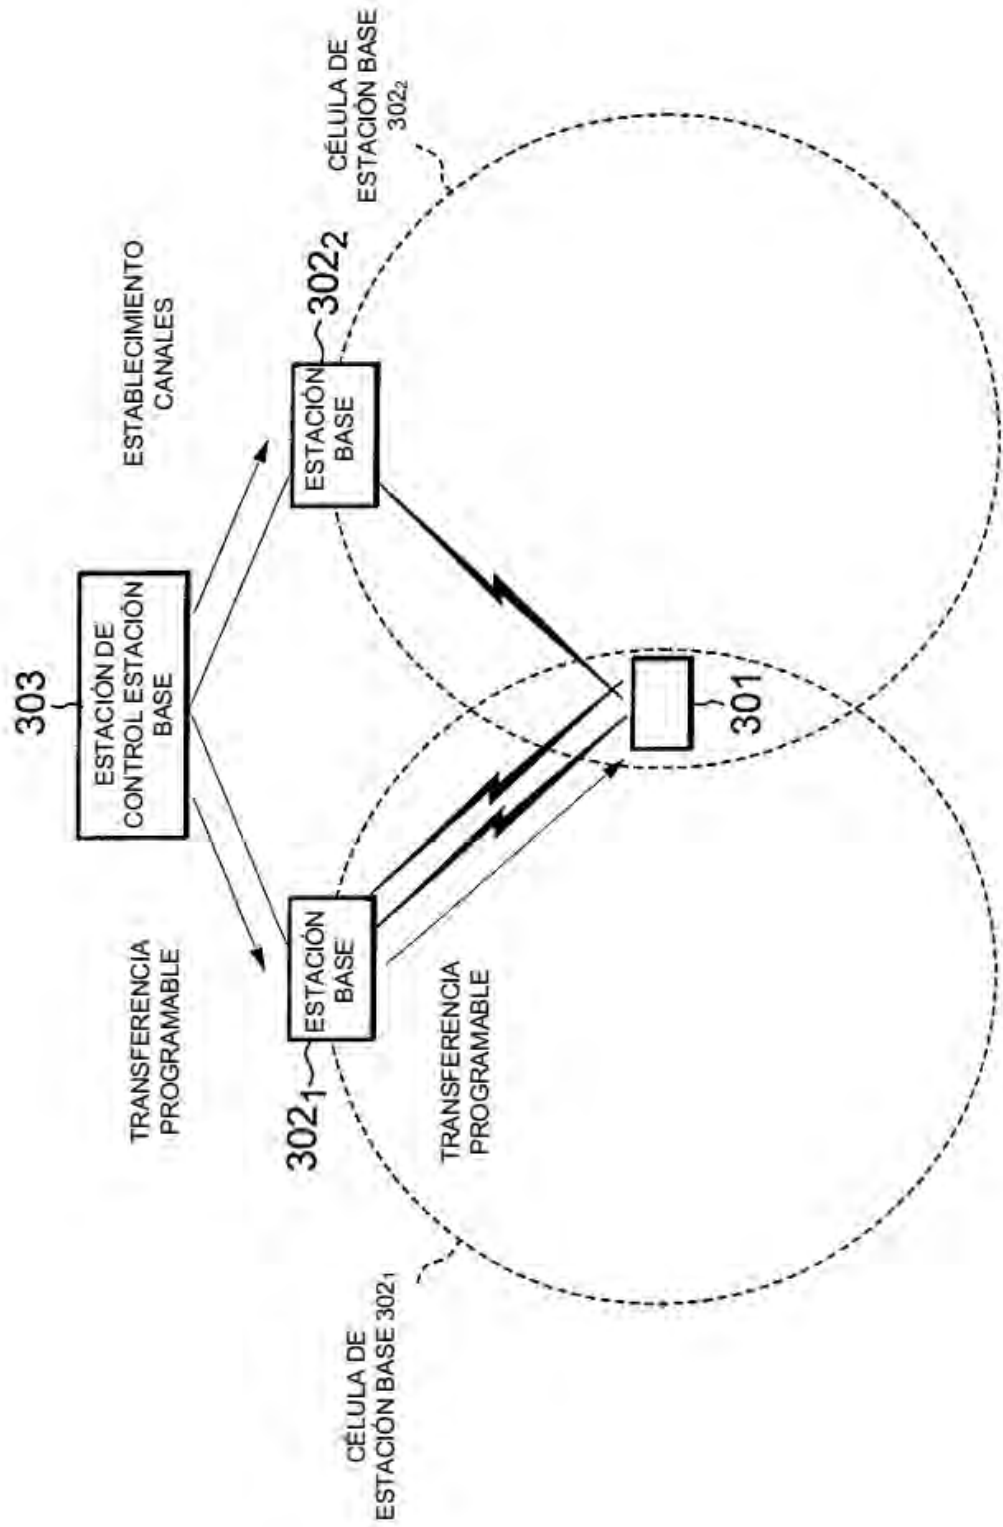 303
ESTACIÓN DE
CONTROL ESTACIÓN
BASE
TRANSFERENCIA
PROGRAMABLE
ESTABLECIMIENTO
CANALES
302₁
ESTACIÓN
BASE
ESTACIÓN
BASE
302₂
CÉLULA DE
ESTACIÓN BASE 302₁
CÉLULA DE
ESTACIÓN BASE
302₂
TRANSFERENCIA
PROGRAMABLE
301